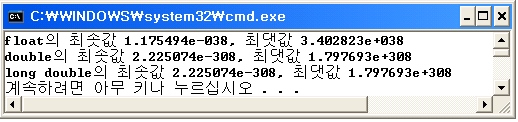 C:\WINDOWS\system32\cmd.exe
float의 최솟값 1.175494e-038, 최댓값 3.402823e+038
double의 최솟값 2.225074e-308, 최댓값 1.797693e+308
long double의 최솟값 2.225074e-308, 최댓값 1.797693e+308
계속하려면 아무 키나 누르십시오 . . .